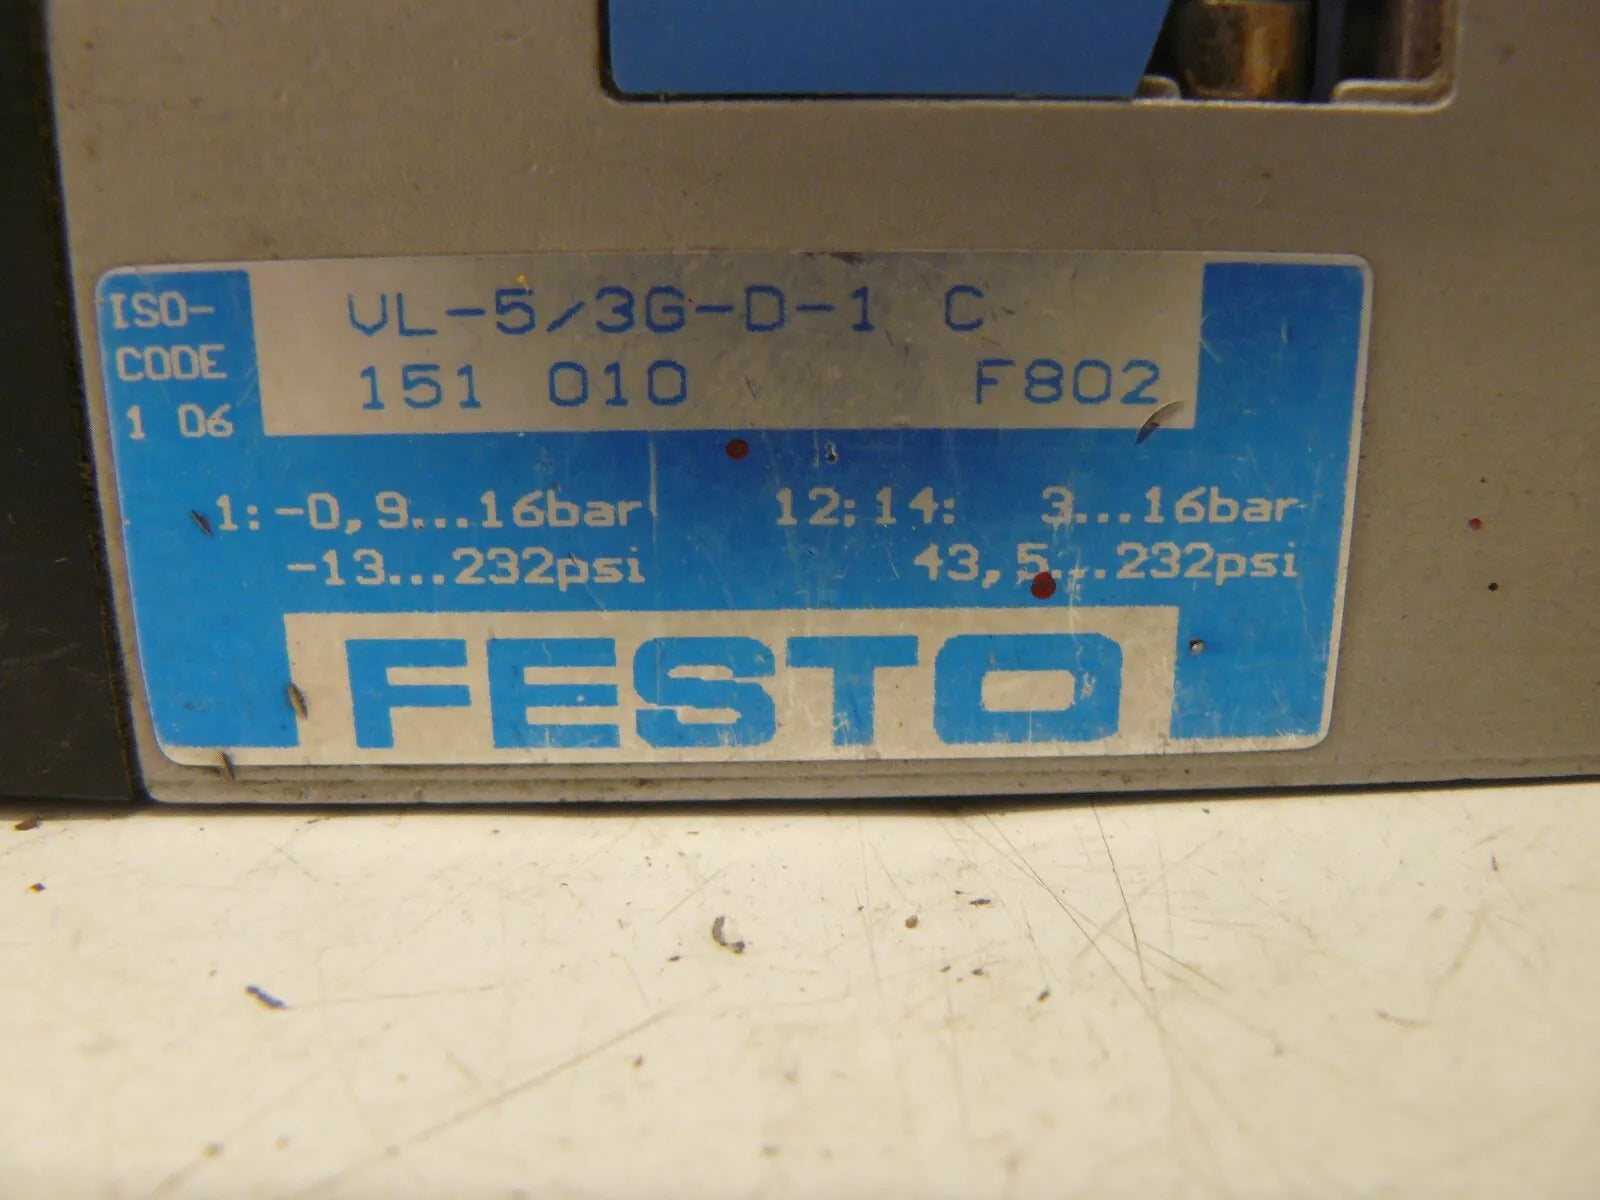 ISO-
CODE
1 06
VL-5/3G-D-1 C
151 010 F802
1:-0,9...16bar 12;14: 3...16bar
-13...232psi 43,5...232psi
FESTO